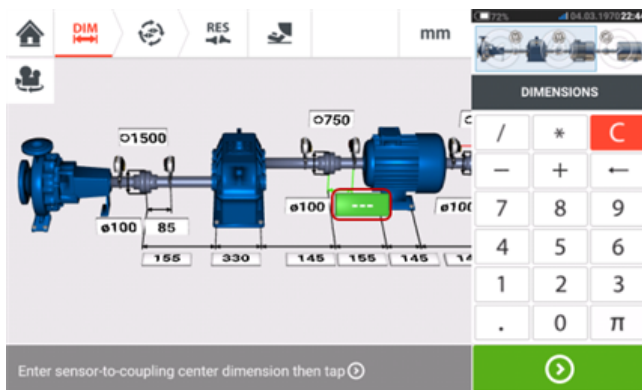 DIM
RES
mm
72%
04.03.1970 22:44
DIMENSIONS
1500
750
ø100
85
ø100
---
ø100
155
330
145
155
145
14
/ * C
— + ←
7 8 9
4 5 6
1 2 3
. 0 π
Enter sensor-to-coupling center dimension then tap